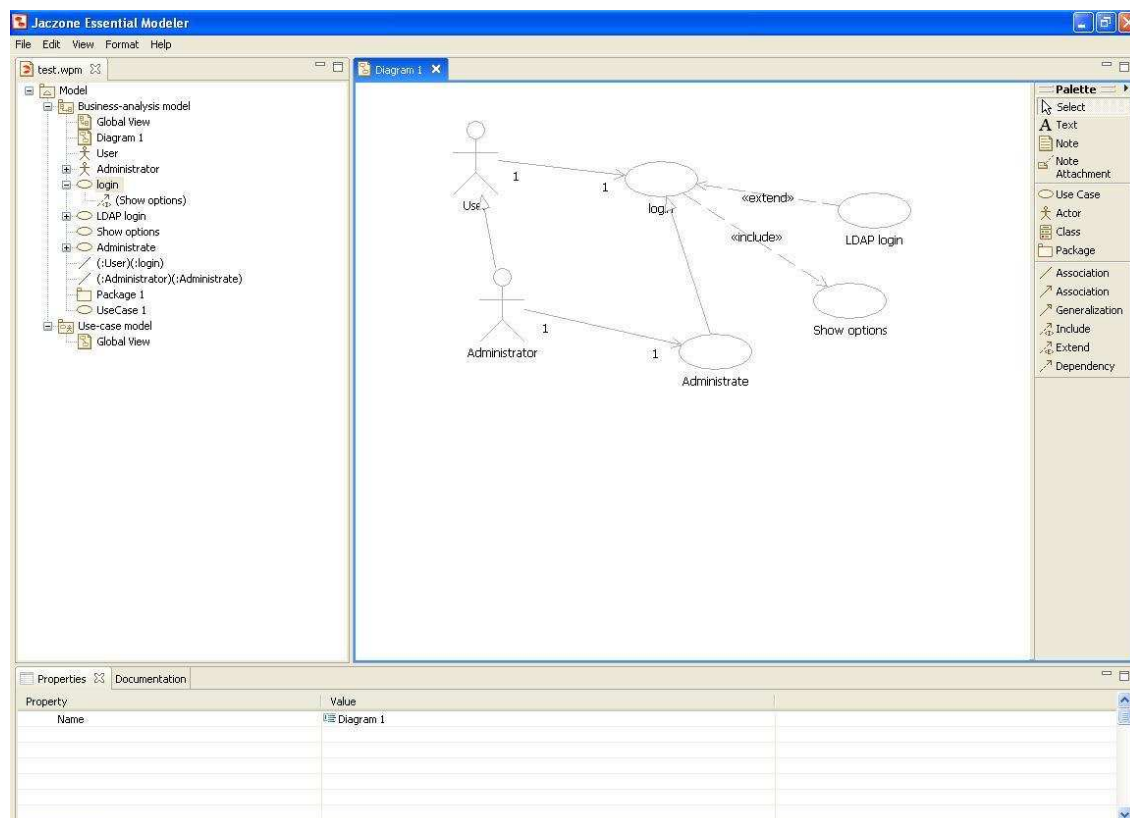 Jaczone Essential Modeler
File Edit View Format Help
test.wpm
Model
Business-analysis model
Global View
Diagram 1
User
Administrator
login
(Show options)
LDAP login
Show options
Administrate
(:User)(:login)
(:Administrator)(:Administrate)
Package 1
UseCase 1
Use-case model
Global View
Diagram 1
1
1
User
login
«extend»
LDAP login
«include»
Show options
1
1
Administrator
Administrate
Palette
Select
Text
Note
Note
Attachment
Use Case
Actor
Class
Package
Association
Association
Generalization
Include
Extend
Dependency
Properties Documentation
Property Value
Name Diagram 1